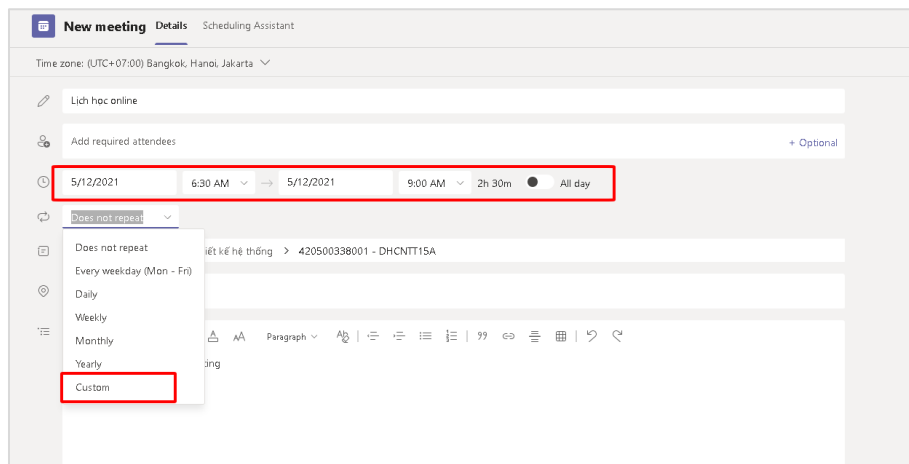 New meeting Details Scheduling Assistant
Time zone: (UTC+07:00) Bangkok, Hanoi, Jakarta
Lịch học online
Add required attendees + Optional
5/12/2021 6:30 AM → 5/12/2021 9:00 AM 2h 30m All day
Does not repeat
Does not repeat
iết kế hệ thống > 420500338001 - DHCNTT15A
Every weekday (Mon - Fri)
Daily
Weekly
Paragraph
Monthly
Yearly
ting
Custom